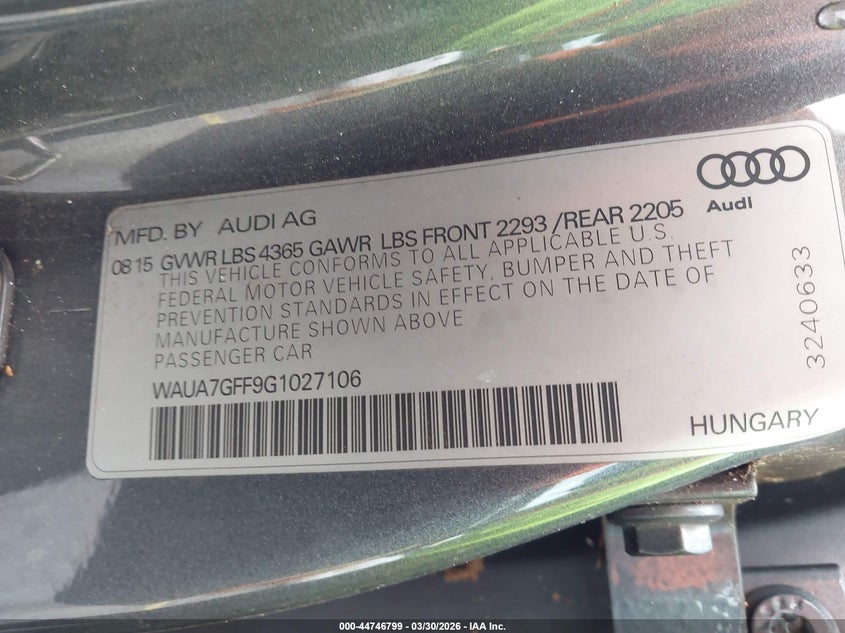 Audi
MFD. BY AUDI AG
08 15 GVWR LBS 4365 GAWR LBS FRONT 2293 /REAR 2205
THIS VEHICLE CONFORMS TO ALL APPLICABLE U.S.
FEDERAL MOTOR VEHICLE SAFETY, BUMPER AND THEFT
PREVENTION STANDARDS IN EFFECT ON THE DATE OF
MANUFACTURE SHOWN ABOVE
PASSENGER CAR
WAUA7GFF9G1027106
3240633
HUNGARY
000-44746799 - 03/30/2026 - IAA Inc.